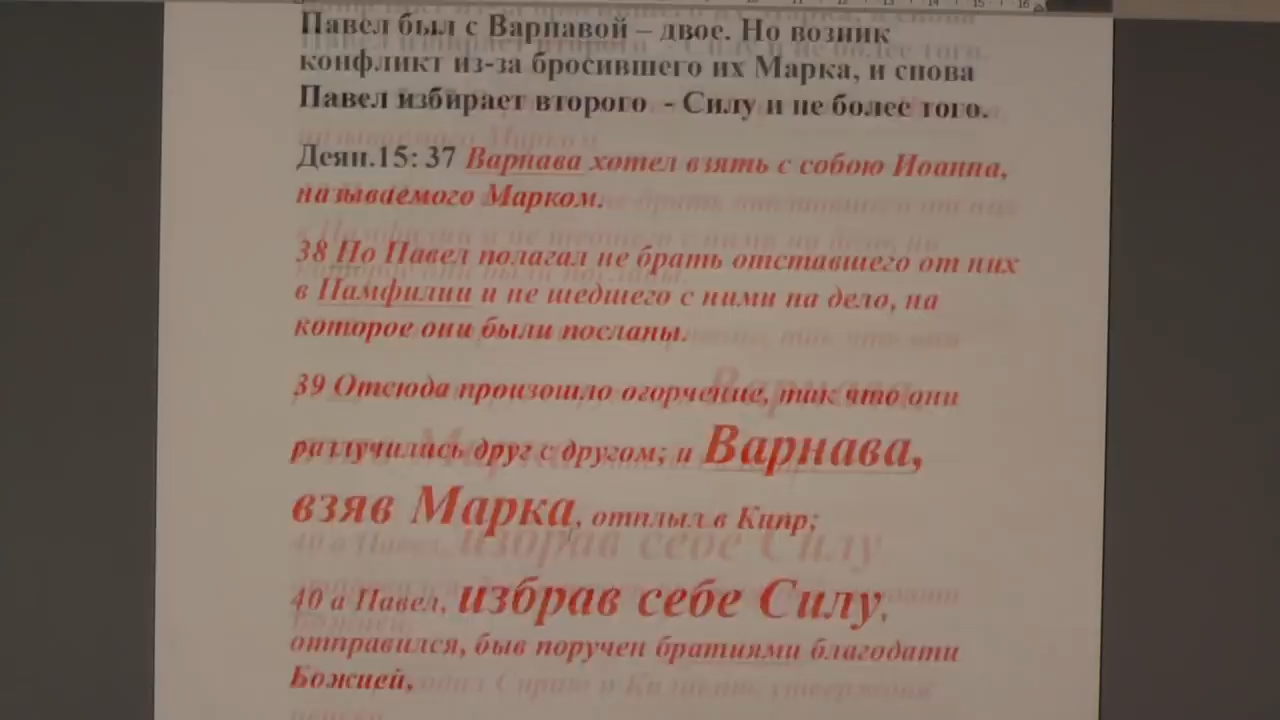 Павел был с Варнавой – двое. Но возник
конфликт из-за бросившего их Марка, и снова
Павел избирает второго - Силу и не более того.
Деян.15: 37 Варнава хотел взять с собою Иоанна,
называемого Марком.
38 Но Павел полагал не брать отставшего от них
в Памфилии и не шедшего с ними на дело, на
которое они были посланы.
39 Отсюда произошло огорчение, так что они
разлучились друг с другом; и Варнава,
взяв Марка, отплыл в Кипр;
40 а Павел, избрав себе Силу,
отправился, быв поручен братиями благодати
Божией,